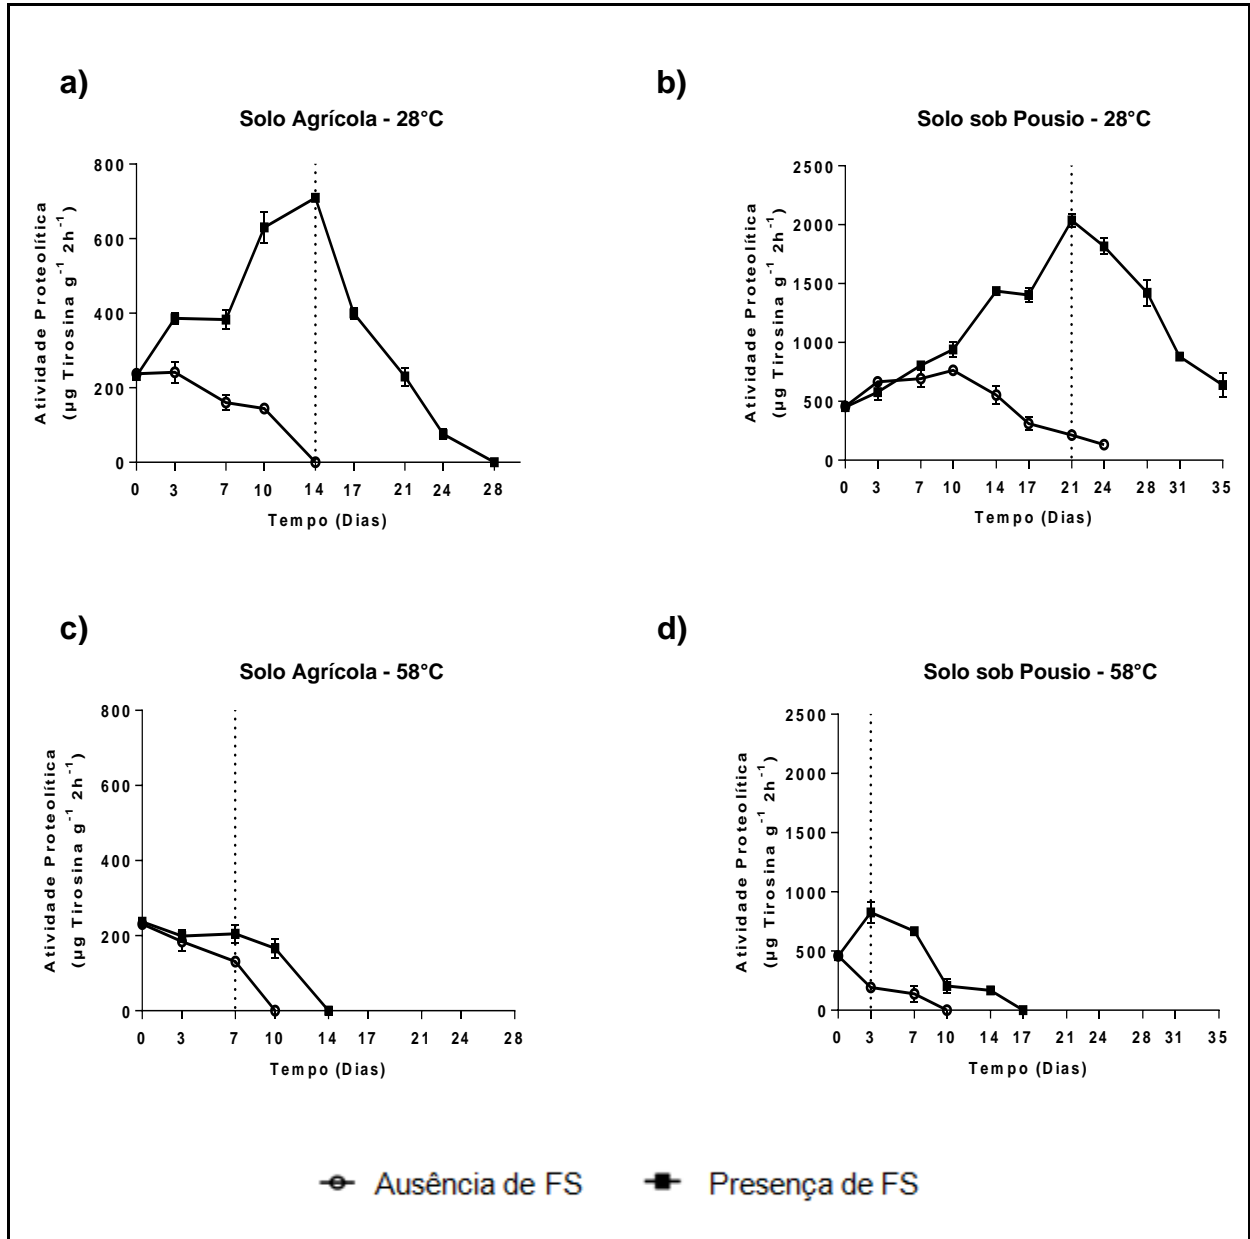 a)
Solo Agrícola - 28°C
Atividade Proteolítica
(µg Tirosina g⁻¹ 2h⁻¹)
800
600
400
200
0
0 3 7 10 14 17 21 24 28
Tempo (Dias)
b)
Solo sob Pousio - 28°C
Atividade Proteolítica
(µg Tirosina g⁻¹ 2h⁻¹)
2500
2000
1500
1000
500
0
0 3 7 10 14 17 21 24 28 31 35
Tempo (Dias)
c)
Solo Agrícola - 58°C
Atividade Proteolítica
(µg Tirosina g⁻¹ 2h⁻¹)
800
600
400
200
0
0 3 7 10 14 17 21 24 28
Tempo (Dias)
d)
Solo sob Pousio - 58°C
Atividade Proteolítica
(µg Tirosina g⁻¹ 2h⁻¹)
2500
2000
1500
1000
500
0
0 3 7 10 14 17 21 24 28 31 35
Tempo (Dias)
Ausência de FS Presença de FS